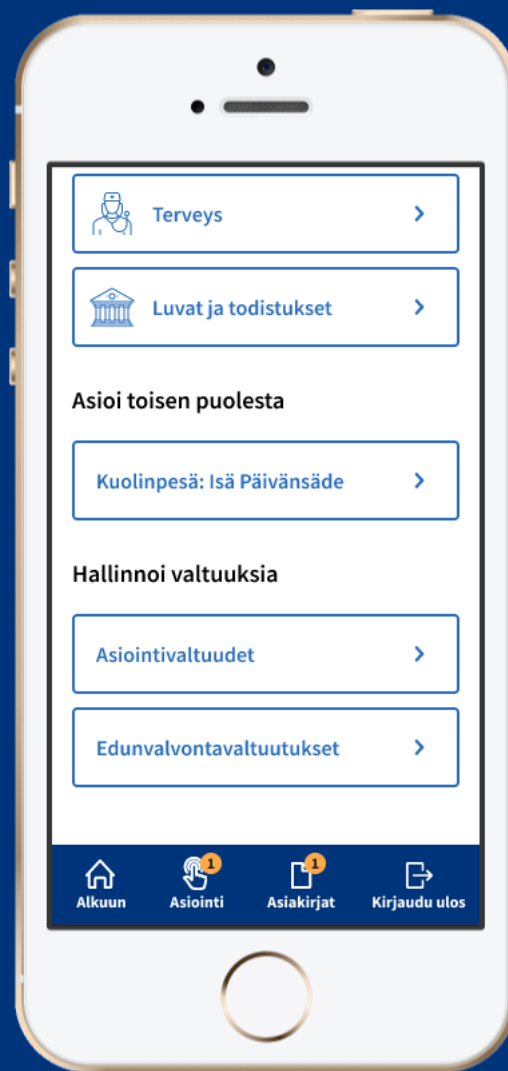 Terveys
Luvat ja todistukset
Asioi toisen puolesta
Kuolinpesä: Isä Päivänsäde
Hallinnoi valtuuksia
Asiointivaltuudet
Edunvalvontavaltuutukset
1 1
Alkuun Asiointi Asiakirjat Kirjaudu ulos